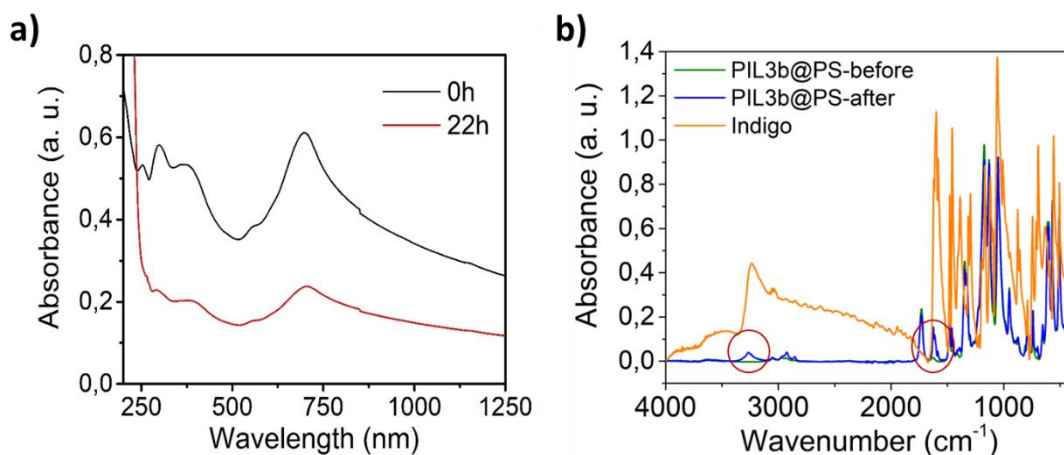 a)
0,8
0,6
0,4
0,2
0,0
Absorbance (a. u.)
0h
22h
250 500 750 1000 1250
Wavelength (nm)
b)
1,4
1,2
1,0
0,8
0,6
0,4
0,2
0,0
Absorbance (a. u.)
PIL3b@PS-before
PIL3b@PS-after
Indigo
4000 3000 2000 1000
Wavenumber (cm⁻¹)